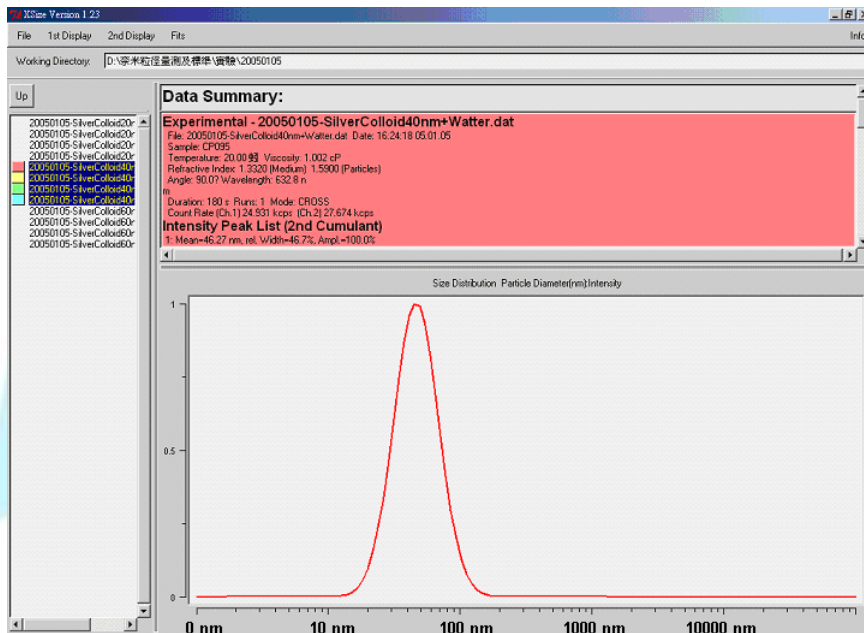 XSize Version 1.23
File 1st Display 2nd Display Fits Info
Working Directory: D:\奈米粒徑量測及標準\實驗\20050105
Up
Data Summary:
Experimental - 20050105-SilverColloid40nm+Watter.dat
File: 20050105-SilverColloid40nm+Watter.dat Date: 16:24:18 05.01.05
Sample: CP095
Temperature: 20.00 Viscosity: 1.002 cP
Refractive Index: 1.3320 (Medium) 1.5900 (Particles)
Angle: 90.0? Wavelength: 632.8 n
m
Duration: 180 s Runs: 1 Mode: CROSS
Count Rate (Ch.1) 24.931 kcps (Ch.2) 27.674 kcps
Intensity Peak List (2nd Cumulant)
1: Mean=46.27 nm, rel. Width=46.7%, Ampl.=100.0%
20050105-SilverColloid20r
20050105-SilverColloid20r
20050105-SilverColloid20r
20050105-SilverColloid20r
20050105-SilverColloid40r
20050105-SilverColloid40r
20050105-SilverColloid40r
20050105-SilverColloid40r
20050105-SilverColloid60r
20050105-SilverColloid60r
20050105-SilverColloid60r
20050105-SilverColloid60r
Size Distribution Particle Diameter(nm):Intensity
1
0.5
0
0 nm 10 nm 100 nm 1000 nm 10000 nm